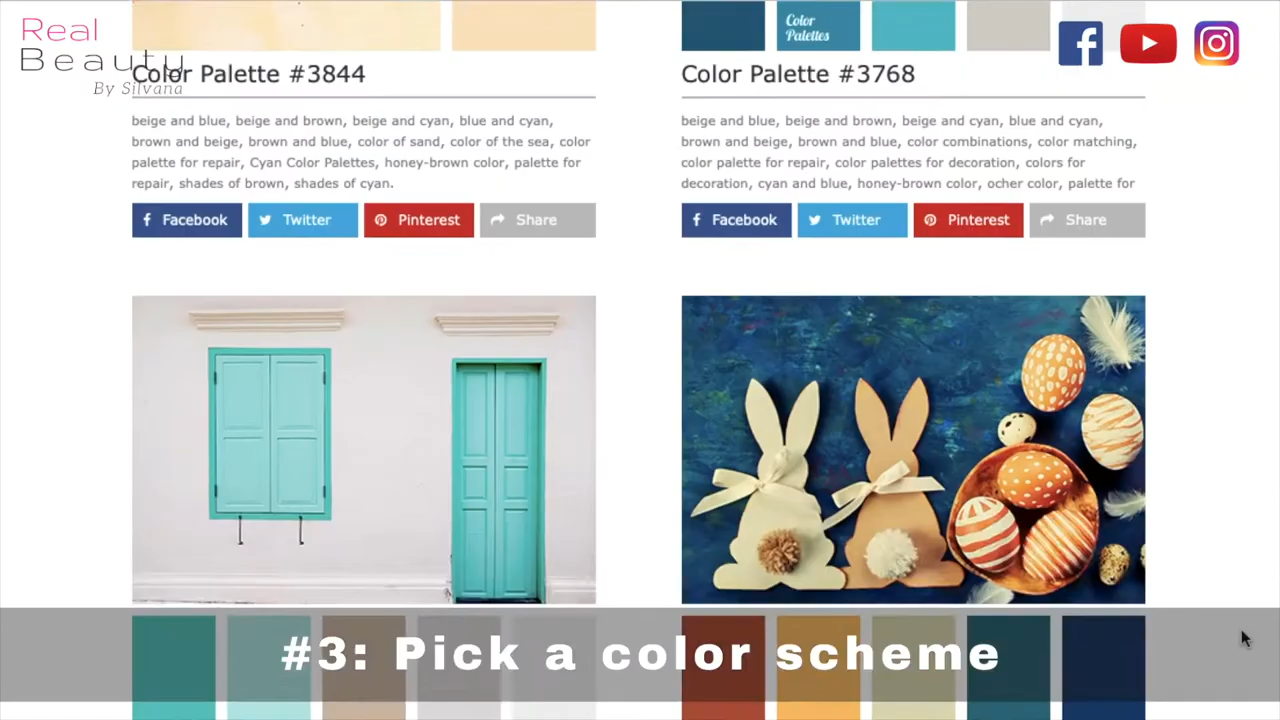 Real
Beauty
By Silvana
Color
Palettes
Color Palette #3844
beige and blue, beige and brown, beige and cyan, blue and cyan,
brown and beige, brown and blue, color of sand, color of the sea, color
palette for repair, Cyan Color Palettes, honey-brown color, palette for
repair, shades of brown, shades of cyan.
Facebook Twitter Pinterest Share
Color Palette #3768
beige and blue, beige and brown, beige and cyan, blue and cyan,
brown and beige, brown and blue, color combinations, color matching,
color palette for repair, color palettes for decoration, colors for
decoration, cyan and blue, honey-brown color, ocher color, palette for
Facebook Twitter Pinterest Share
#3: Pick a color scheme